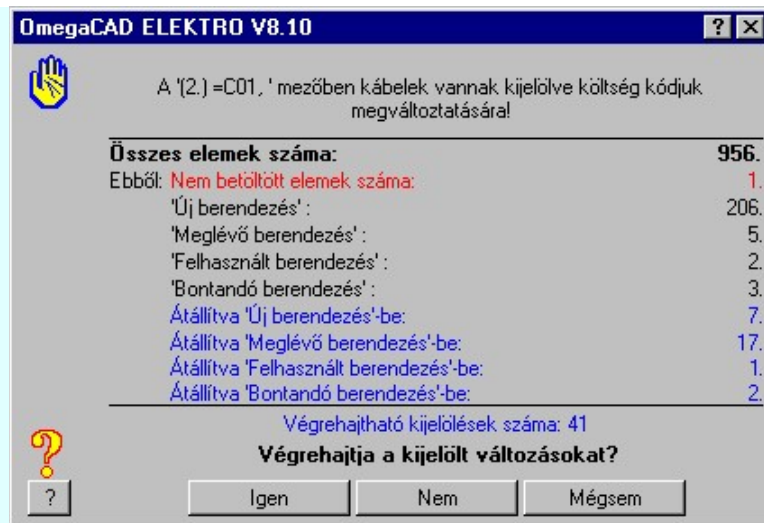 OmegaCAD ELEKTRO V8.10
A '(2.) =C01, ' mezőben kábelek vannak kijelölve költség kódjuk
megváltoztatására!
Összes elemek száma: 956.
Ebből: Nem betöltött elemek száma: 1.
'Új berendezés' : 206.
'Meglévő berendezés' : 5.
'Felhasznált berendezés' : 2.
'Bontandó berendezés' : 3.
Átállítva 'Új berendezés'-be: 7.
Átállítva 'Meglévő berendezés'-be: 17.
Átállítva 'Felhasznált berendezés'-be: 1.
Átállítva 'Bontandó berendezés'-be: 2.
Végrehajtható kijelölések száma: 41
Végrehajtja a kijelölt változásokat?
? Igen Nem Mégsem